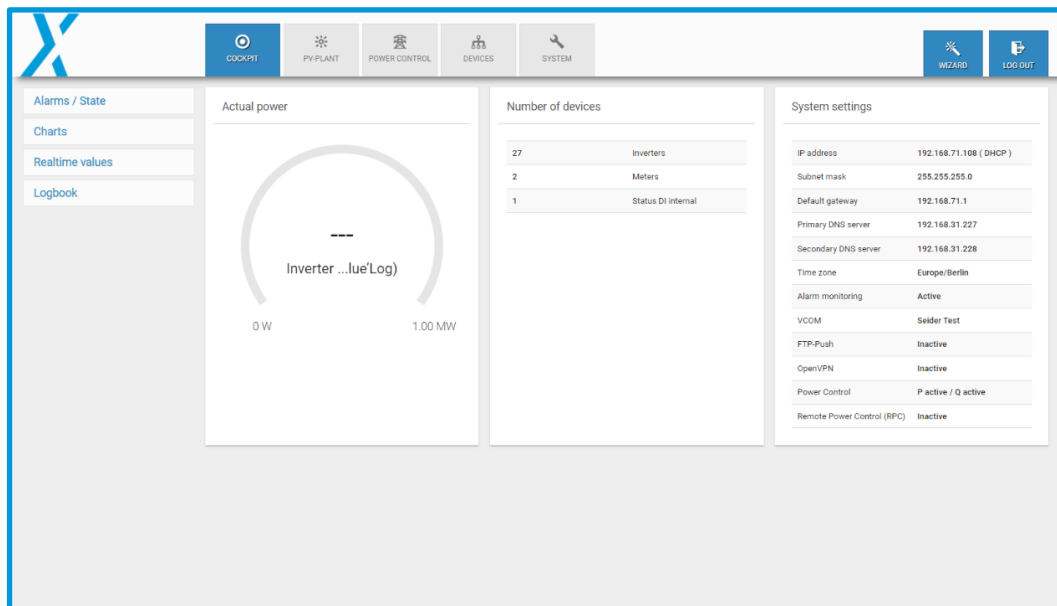 COCKPIT
PV-PLANT
POWER CONTROL
DEVICES
SYSTEM
WIZARD
LOG OUT
Alarms / State
Charts
Realtime values
Logbook
Actual power
---
Inverter ...lue'Log)
0 W 1.00 MW
Number of devices
27 Inverters
2 Meters
1 Status DI internal
System settings
IP address 192.168.71.108 ( DHCP )
Subnet mask 255.255.255.0
Default gateway 192.168.71.1
Primary DNS server 192.168.31.227
Secondary DNS server 192.168.31.228
Time zone Europe/Berlin
Alarm monitoring Active
VCOM Seider Test
FTP-Push Inactive
OpenVPN Inactive
Power Control P active / Q active
Remote Power Control (RPC) Inactive